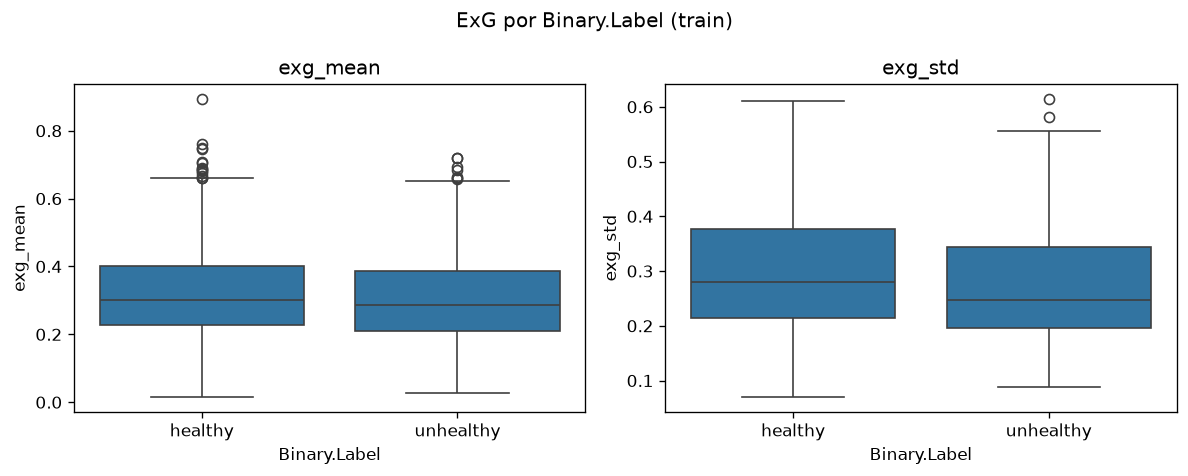 ExG por Binary.Label (train)
exg_mean
exg_mean
0.8
0.6
0.4
0.2
0.0
healthy
unhealthy
Binary.Label
exg_std
exg_std
0.6
0.5
0.4
0.3
0.2
0.1
healthy
unhealthy
Binary.Label